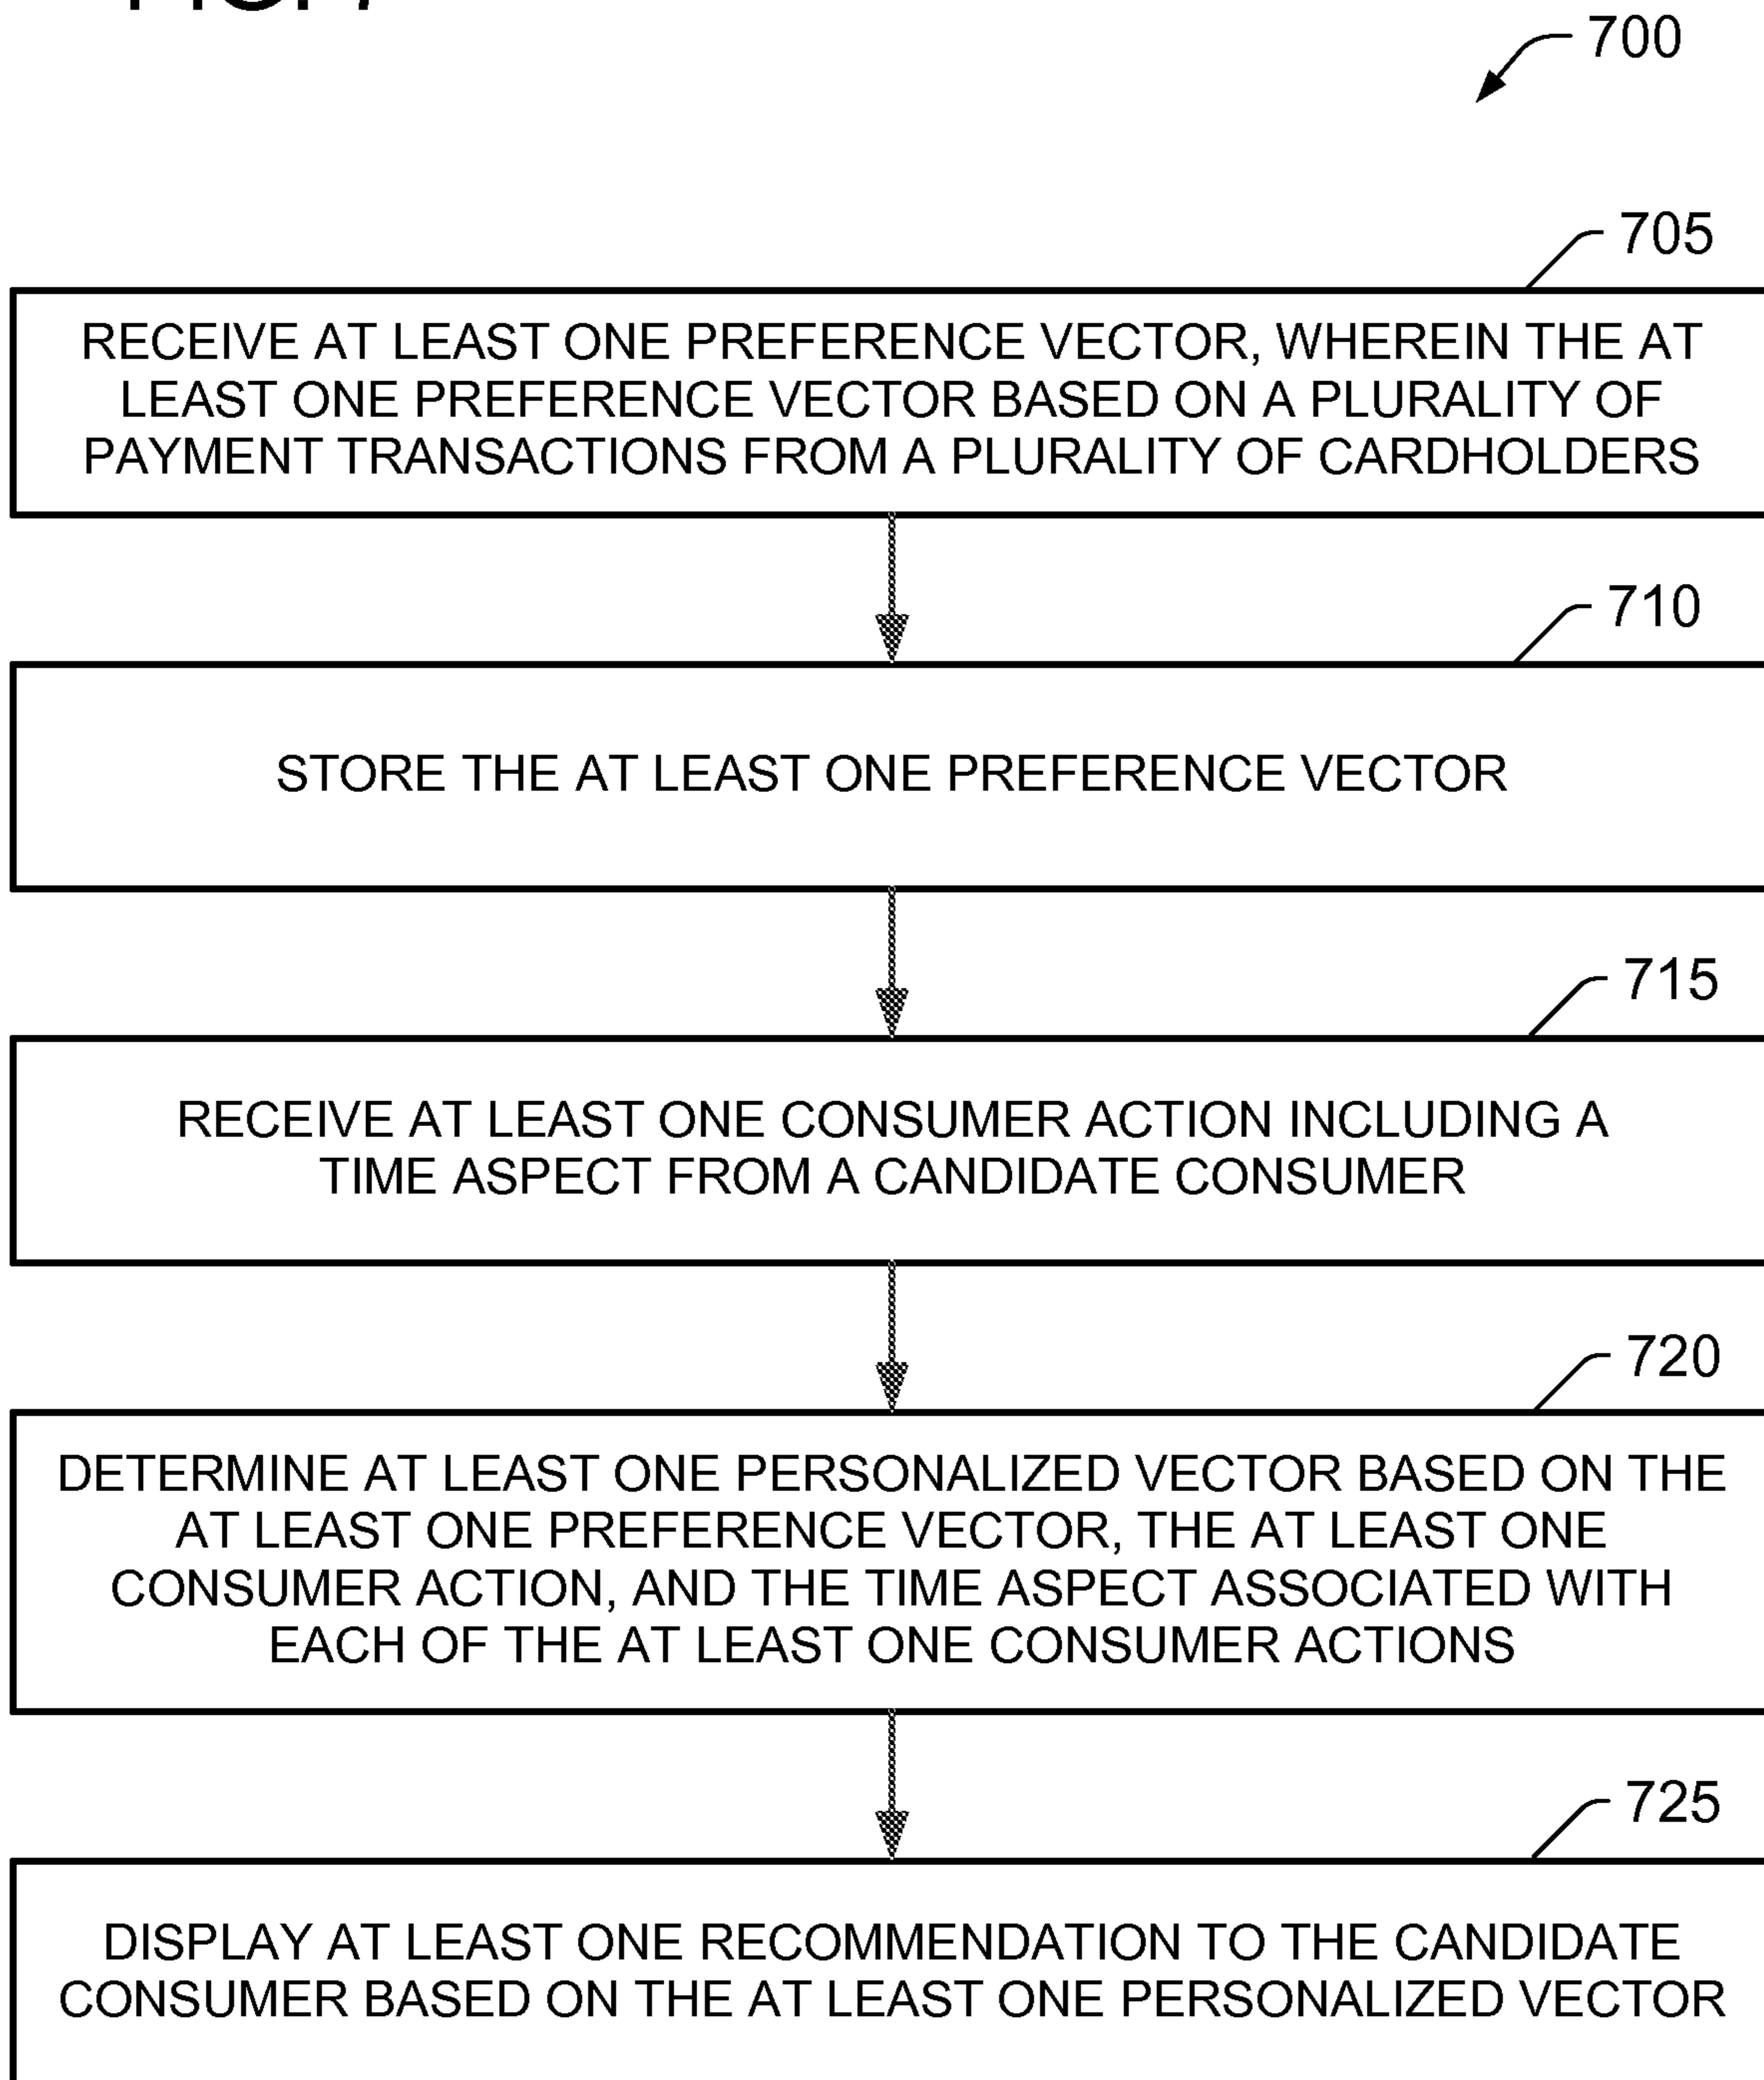 700
705
RECEIVE AT LEAST ONE PREFERENCE VECTOR, WHEREIN THE AT
LEAST ONE PREFERENCE VECTOR BASED ON A PLURALITY OF
PAYMENT TRANSACTIONS FROM A PLURALITY OF CARDHOLDERS
710
STORE THE AT LEAST ONE PREFERENCE VECTOR
715
RECEIVE AT LEAST ONE CONSUMER ACTION INCLUDING A
TIME ASPECT FROM A CANDIDATE CONSUMER
720
DETERMINE AT LEAST ONE PERSONALIZED VECTOR BASED ON THE
AT LEAST ONE PREFERENCE VECTOR, THE AT LEAST ONE
CONSUMER ACTION, AND THE TIME ASPECT ASSOCIATED WITH
EACH OF THE AT LEAST ONE CONSUMER ACTIONS
725
DISPLAY AT LEAST ONE RECOMMENDATION TO THE CANDIDATE
CONSUMER BASED ON THE AT LEAST ONE PERSONALIZED VECTOR